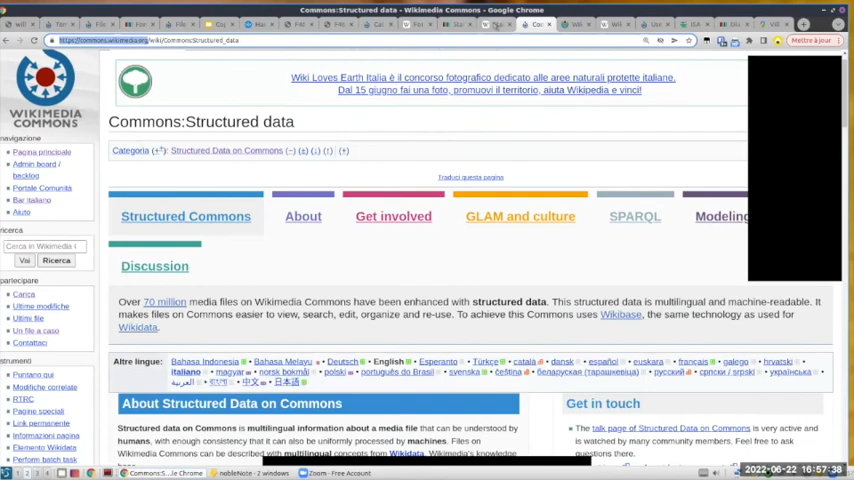 Commons:Structured data - Wikimedia Commons - Google Chrome
https://commons.wikimedia.org/wiki/Commons:Structured_data
Mettre à jour
WIKIMEDIA
COMMONS
navigazione
Pagina principale
Admin board /
backlog
Portale Comunità
Bar italiano
Aiuto
ricerca
Cerca in Wikimedia
Vai
Ricerca
partecipare
Carica
Ultime modifiche
Ultimi file
Un file a caso
Contattaci
strumenti
Puntano qui
Modifiche correlate
RTRC
Pagine speciali
Link permanente
Informazioni pagina
Elemento Wikidata
Perform batch task
Wiki Loves Earth Italia è il concorso fotografico dedicato alle aree naturali protette italiane.
Dal 15 giugno fai una foto, promuovi il territorio, aiuta Wikipedia e vinci!
Commons:Structured data
Categoria (+⁺): Structured Data on Commons (−) (±) (↓) (↑) (+)
Traduci questa pagina
Structured Commons
About
Get involved
GLAM and culture
SPARQL
Modeling
Discussion
Over 70 million media files on Wikimedia Commons have been enhanced with structured data. This structured data is multilingual and machine-readable. It
makes files on Commons easier to view, search, edit, organize and re-use. To achieve this Commons uses Wikibase, the same technology as used for
Wikidata.
Altre lingue:
Bahasa Indonesia Bahasa Melayu Deutsch English Esperanto Türkçe català dansk español euskara français galego hrvatski
italiano magyar norsk bokmål polski português do Brasil svenska čeština беларуская (тарашкевіца) русский српски / srpski українська
العربية বাংলা 中文 日本語
About Structured Data on Commons
Structured data on Commons is multilingual information about a media file that can be understood by
humans, with enough consistency that it can also be uniformly processed by machines. Files on
Wikimedia Commons can be described with multilingual concepts from Wikidata,
Get in touch
The talk page of Structured Data on Commons is very active and
is watched by many community members. Feel free to ask
questions there.
Commons:S...le Chrome
nobleNote - 2 windows
Zoom - Free Account
2022-06-22 16:57:38